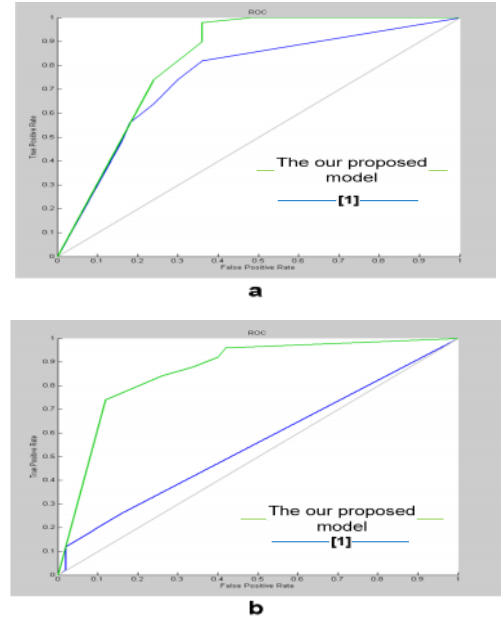 ROC
1
0.9
0.8
0.7
0.6
0.5
0.4
0.3
0.2
0.1
0
True Positive Rate
The our proposed
model
[1]
0 0.1 0.2 0.3 0.4 0.5 0.6 0.7 0.8 0.9 1
False Positive Rate
a
ROC
1
0.9
0.8
0.7
0.6
0.5
0.4
0.3
0.2
0.1
0
True Positive Rate
The our proposed
model
[1]
0 0.1 0.2 0.3 0.4 0.5 0.6 0.7 0.8 0.9 1
False Positive Rate
b